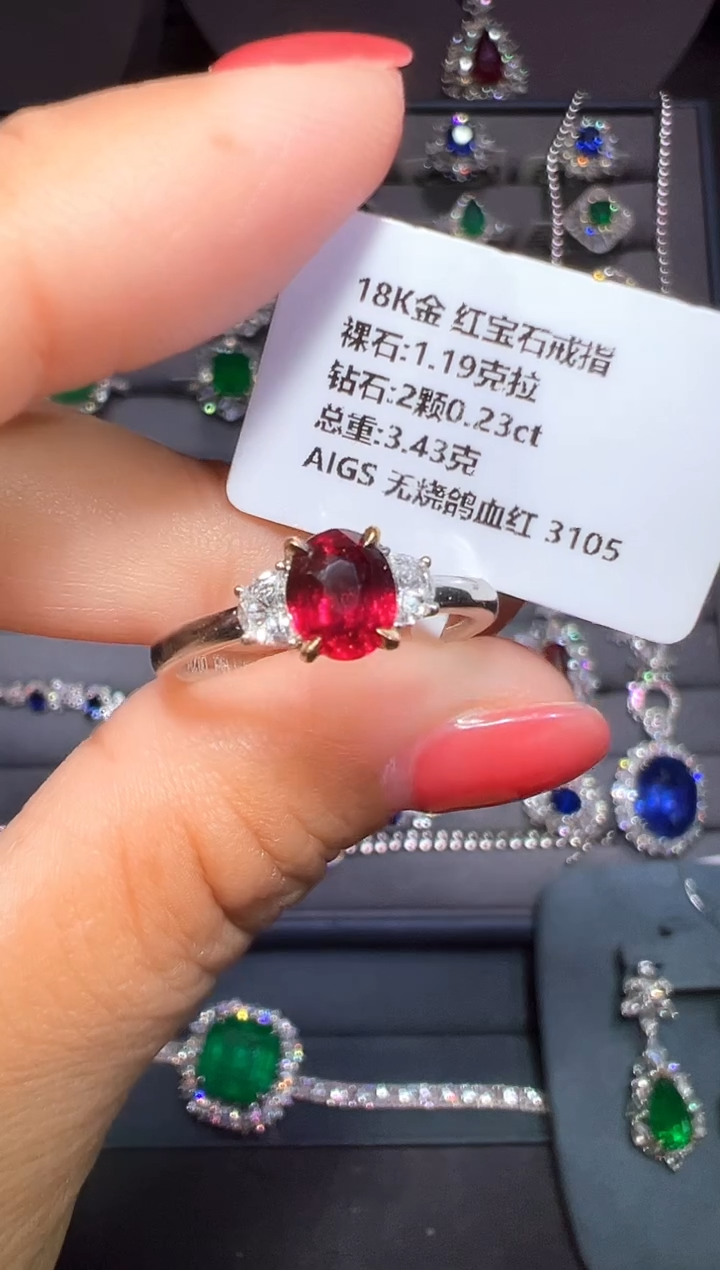 18K金 红宝石戒指
裸石:1.19克拉
钻石:2颗0.23ct
总重:3.43克
AIGS 无烧鸽血红 3105